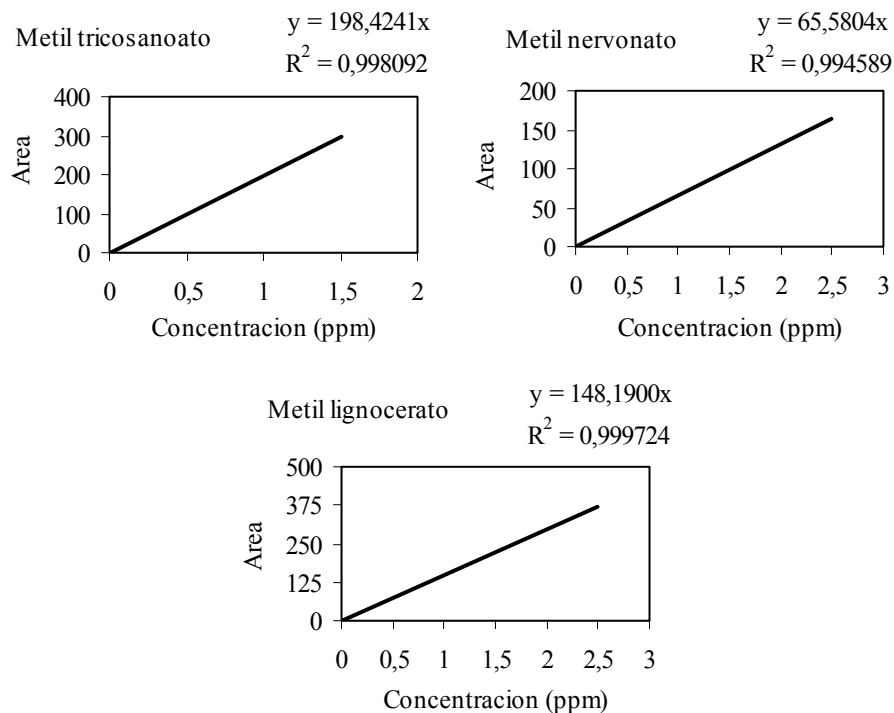 Metil tricosanoato
y = 198,4241x
R² = 0,998092
400
300
200
100
0
Area
0 0,5 1 1,5 2
Concentracion (ppm)
Metil nervonato
y = 65,5804x
R² = 0,994589
200
150
100
50
0
Area
0 0,5 1 1,5 2 2,5 3
Concentracion (ppm)
Metil lignocerato
y = 148,1900x
R² = 0,999724
500
375
250
125
0
Area
0 0,5 1 1,5 2 2,5 3
Concentracion (ppm)